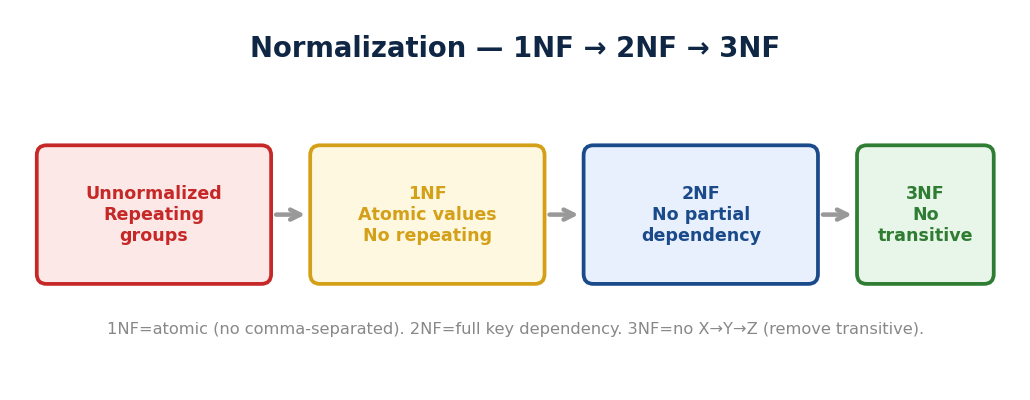 Normalization — 1NF → 2NF → 3NF
Unnormalized
Repeating
groups
1NF
Atomic values
No repeating
2NF
No partial
dependency
3NF
No
transitive
1NF=atomic (no comma-separated). 2NF=full key dependency. 3NF=no X→Y→Z (remove transitive).